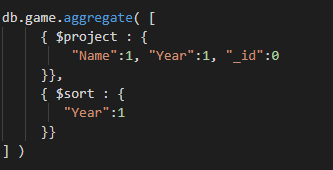 db.game.aggregate( [
{ $project : {
"Name":1, "Year":1, "_id":0
}},
{ $sort : {
"Year":1
}}
] )